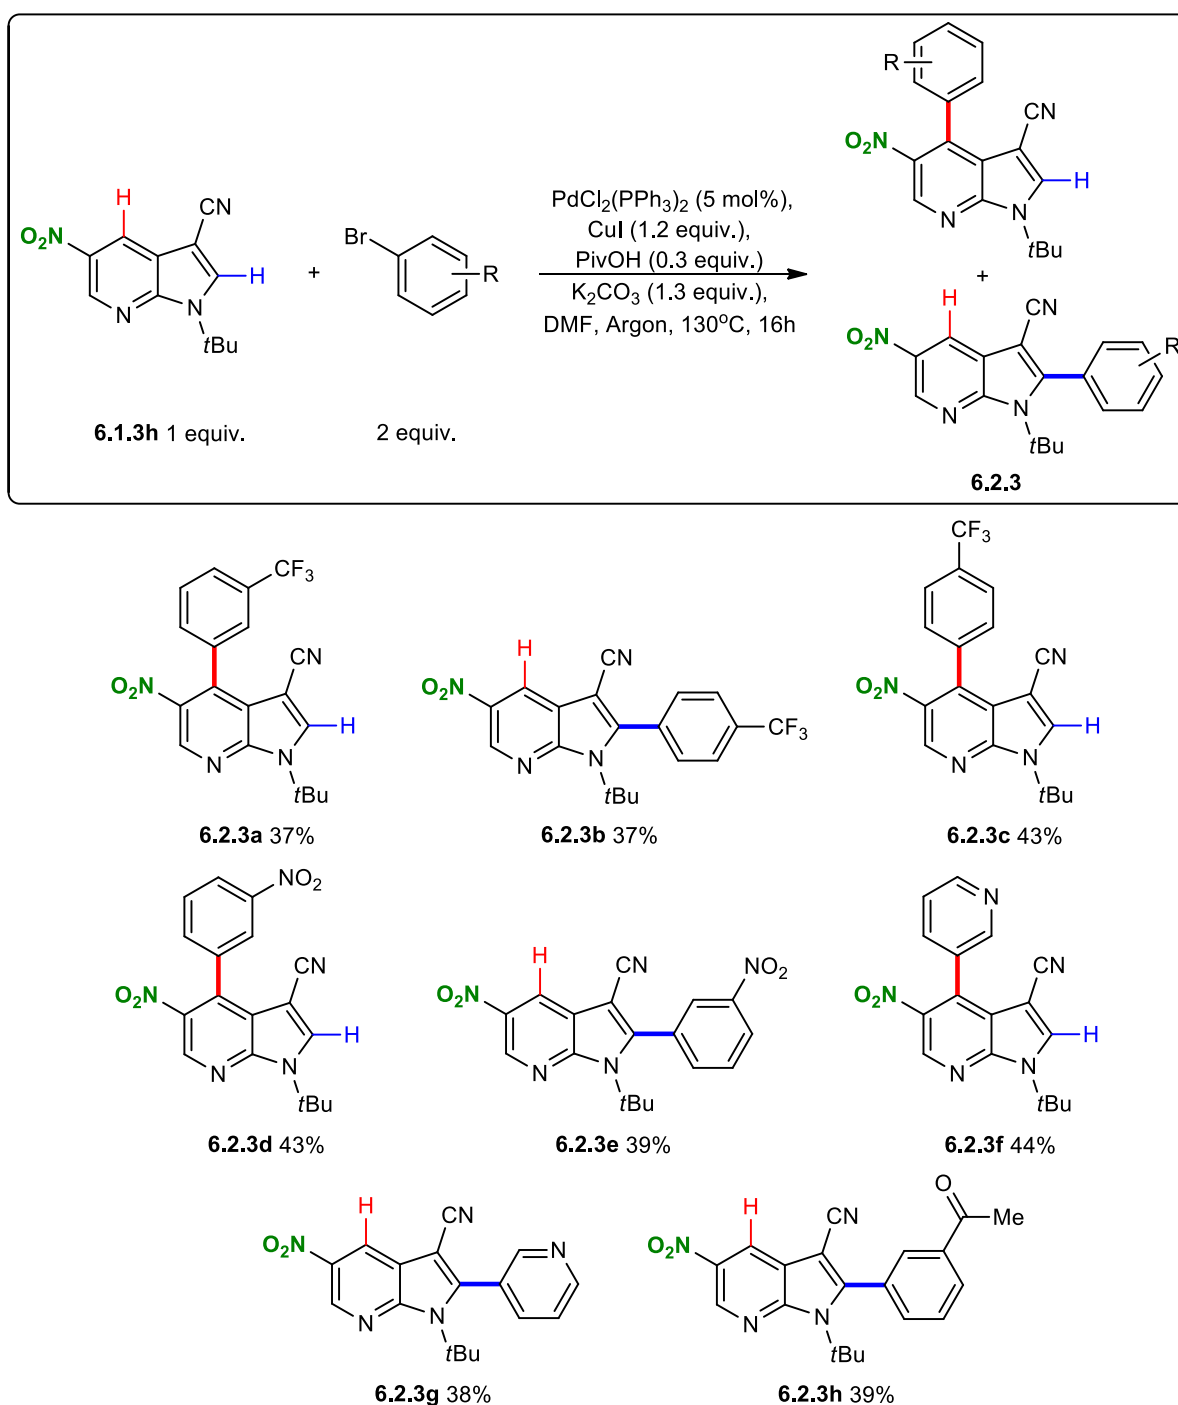 R
CN
O2N
H
N
N
tBu
H
CN
O2N
H
N
N
tBu
+
Br
R
PdCl2(PPh3)2 (5 mol%),
CuI (1.2 equiv.),
PivOH (0.3 equiv.)
K2CO3 (1.3 equiv.),
DMF, Argon, 130oC, 16h
+
H
CN
R
O2N
N
N
tBu
6.1.3h 1 equiv.
2 equiv.
6.2.3
CF3
CN
O2N
H
N
N
tBu
6.2.3a 37%
H
CN
O2N
CF3
N
N
tBu
6.2.3b 37%
CF3
CN
O2N
H
N
N
tBu
6.2.3c 43%
NO2
CN
O2N
H
N
N
tBu
6.2.3d 43%
H
CN
NO2
O2N
N
N
tBu
6.2.3e 39%
N
CN
O2N
H
N
N
tBu
6.2.3f 44%
H
CN
O2N
N
N
N
tBu
6.2.3g 38%
O
Me
H
CN
O2N
N
N
tBu
6.2.3h 39%